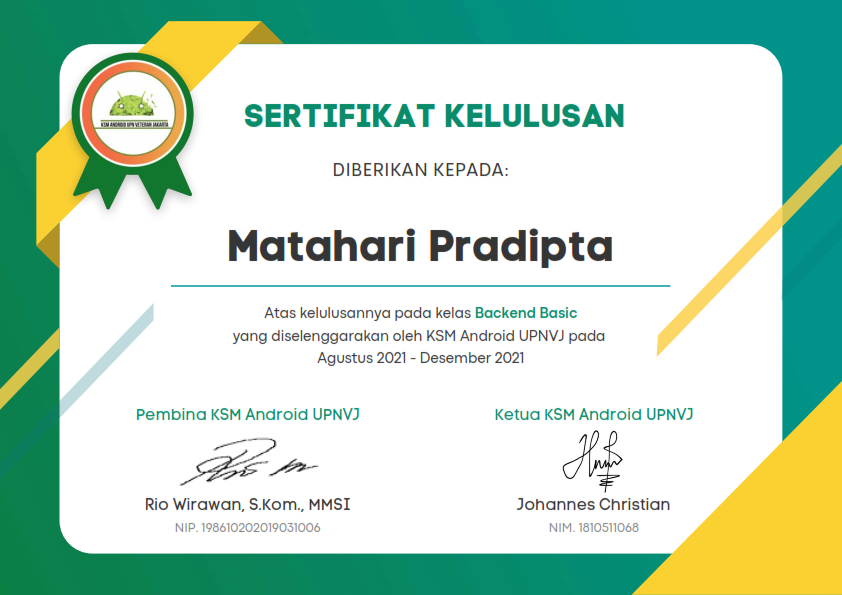 KSM ANDROID UPN VETERAN JAKARTA
SERTIFIKAT KELULUSAN
DIBERIKAN KEPADA:
Matahari Pradipta
Atas kelulusannya pada kelas Backend Basic
yang diselenggarakan oleh KSM Android UPNVJ pada
Agustus 2021 - Desember 2021
Pembina KSM Android UPNVJ
Rio Wirawan, S.Kom., MMSI
NIP. 198610202019031006
Ketua KSM Android UPNVJ
Johannes Christian
NIM. 1810511068